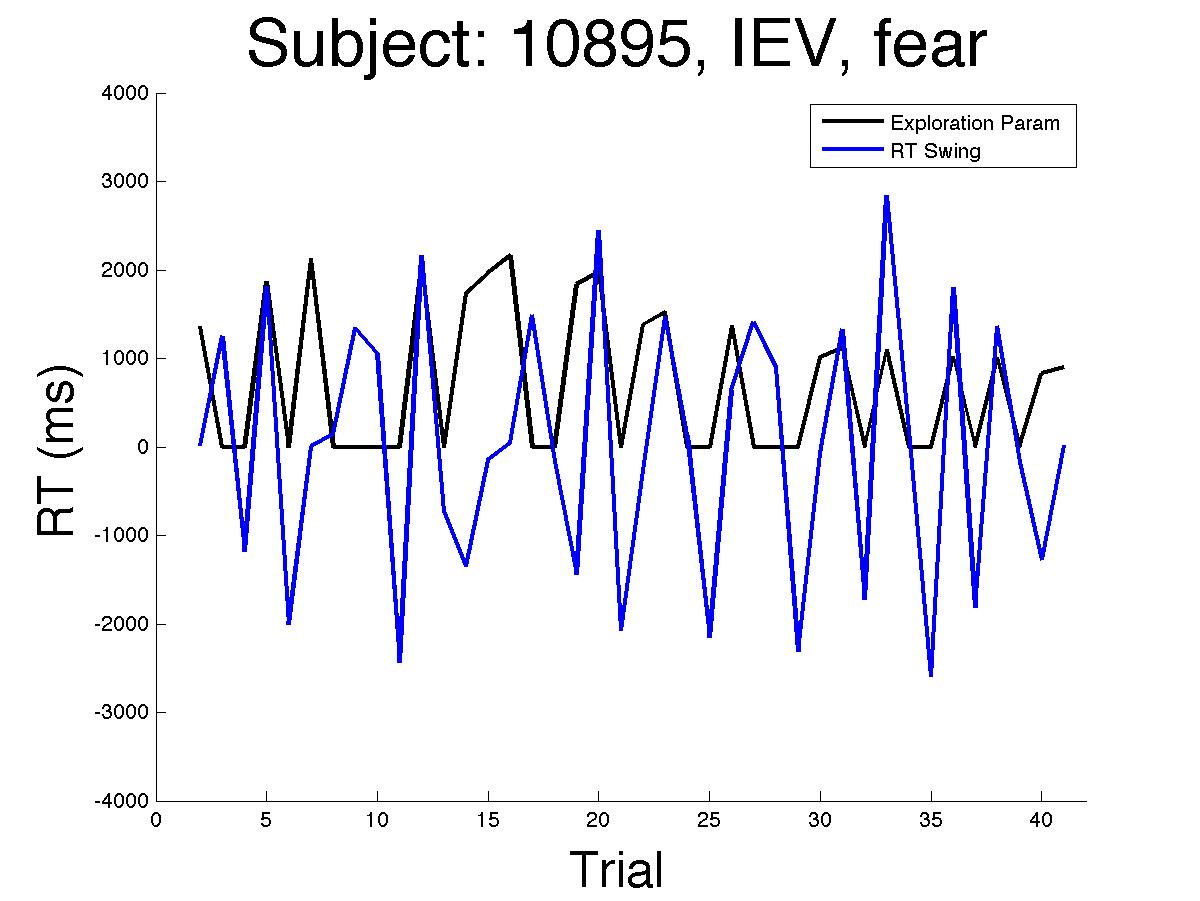 Subject: 10895, IEV, fear
4000
3000
2000
1000
0
-1000
-2000
-3000
-4000
RT (ms)
Exploration Param
RT Swing
0 5 10 15 20 25 30 35 40
Trial